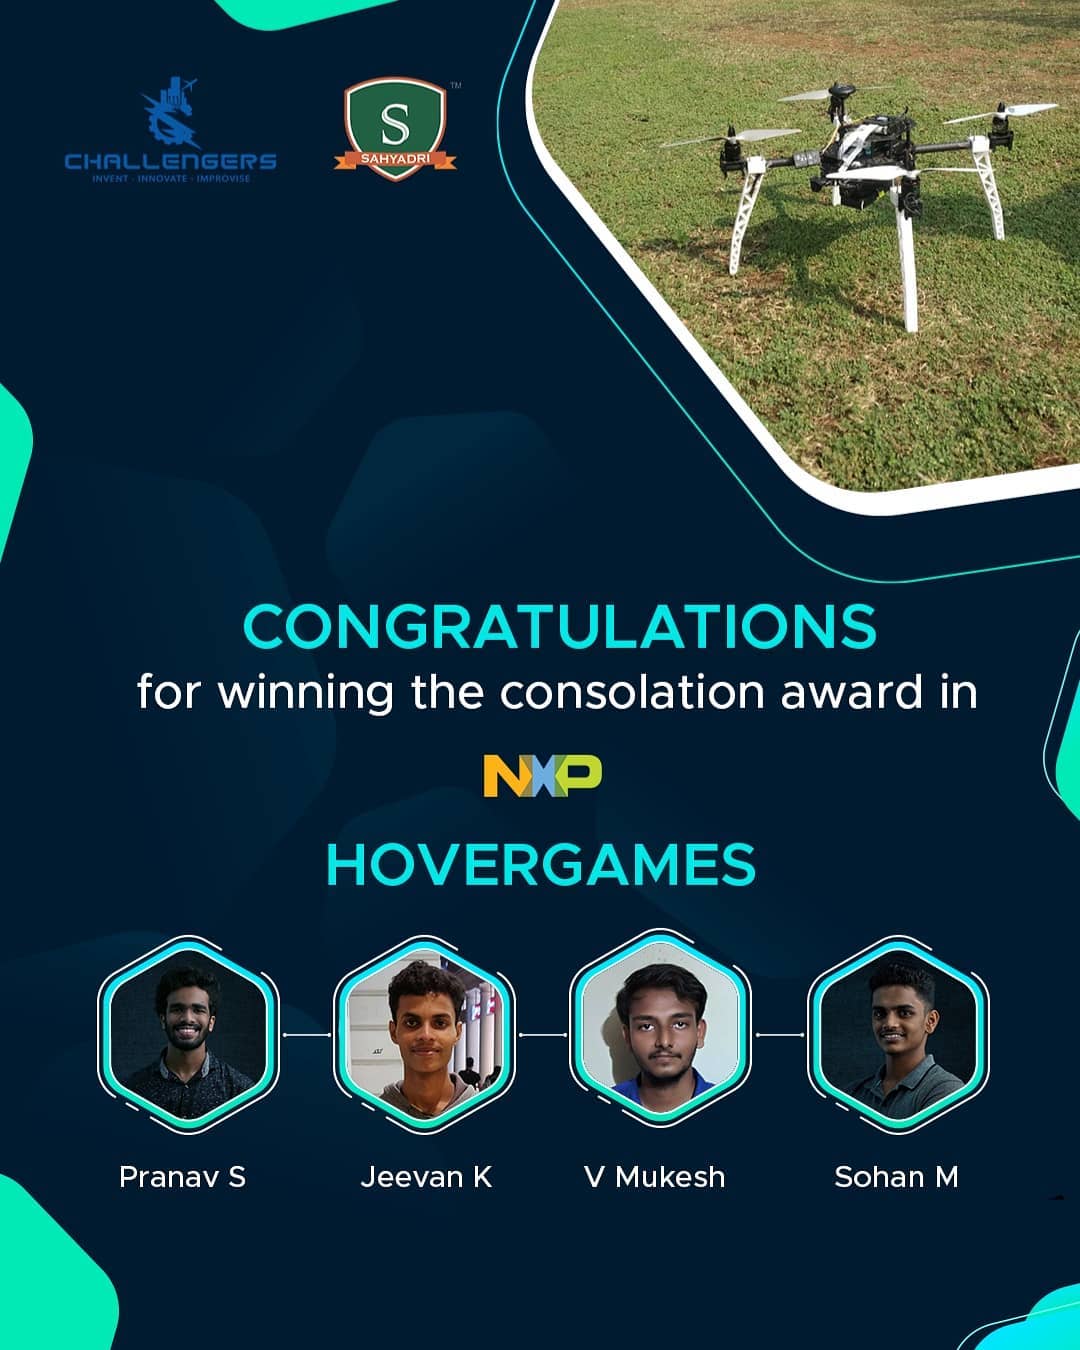 CHALLENGERS
INVENT - INNOVATE - IMPROVISE
S
SAHYADRI
TM
CONGRATULATIONS
for winning the consolation award in
NXP
HOVERGAMES
Pranav S
Jeevan K
V Mukesh
Sohan M